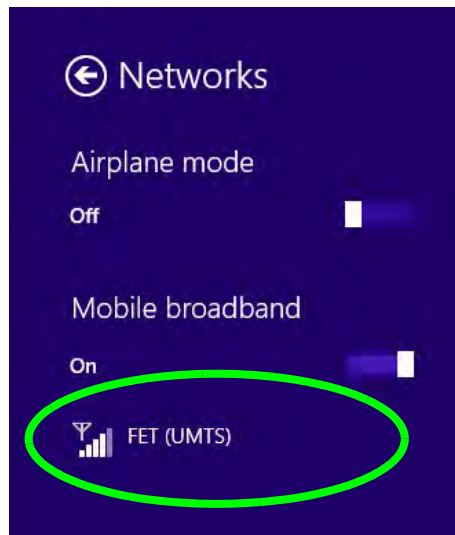 Networks
Airplane mode
Off
Mobile broadband
On
FET (UMTS)